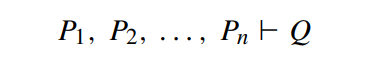 P₁, P₂, …, Pₙ ⊢ Q